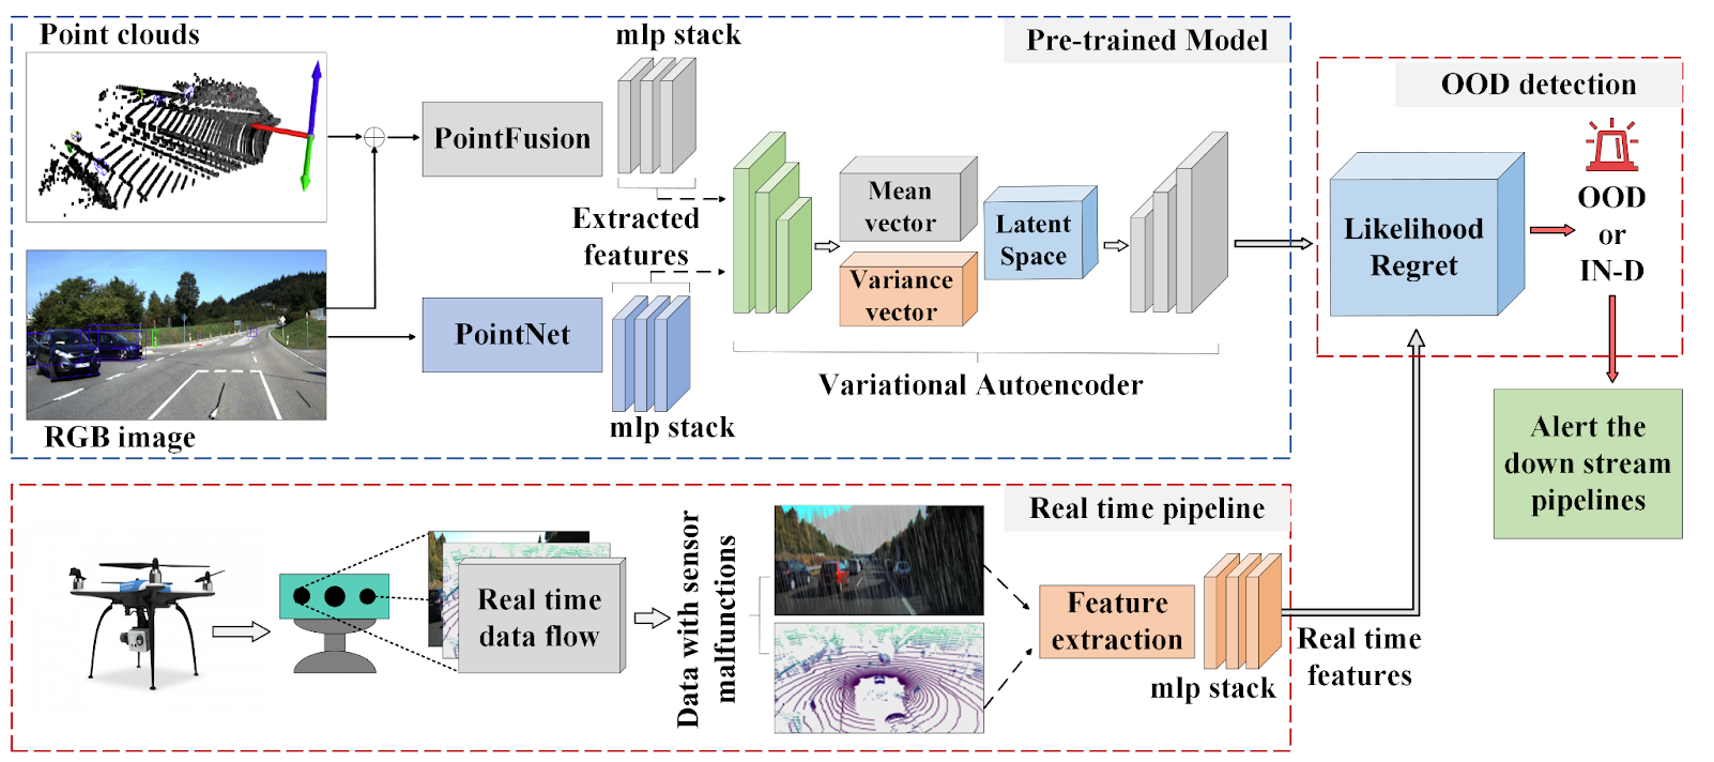 Point clouds
mlp stack
Pre-trained Model
PointFusion
Extracted
features
Mean
vector
Latent
Space
Variance
vector
PointNet
RGB image
mlp stack
Variational Autoencoder
OOD detection
Likelihood
Regret
OOD
or
IN-D
Alert the
down stream
pipelines
Real time pipeline
Real time
data flow
Data with sensor
malfunctions
Feature
extraction
mlp stack
Real time
features